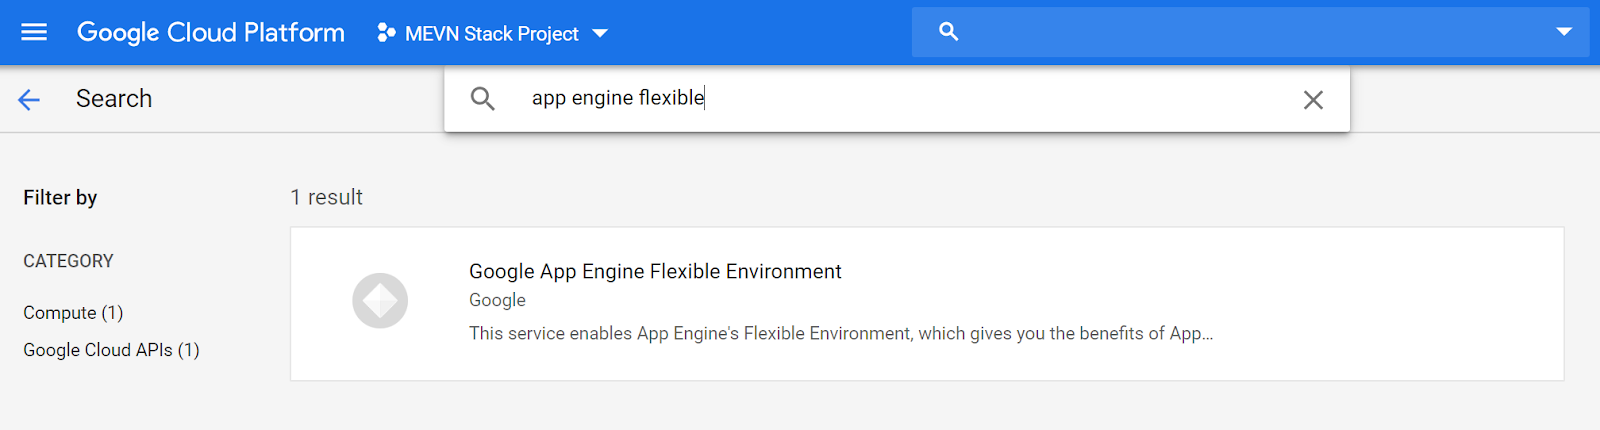 Google Cloud Platform MEVN Stack Project
Search app engine flexible
Filter by
1 result
CATEGORY
Compute (1)
Google Cloud APIs (1)
Google App Engine Flexible Environment
Google
This service enables App Engine's Flexible Environment, which gives you the benefits of App...